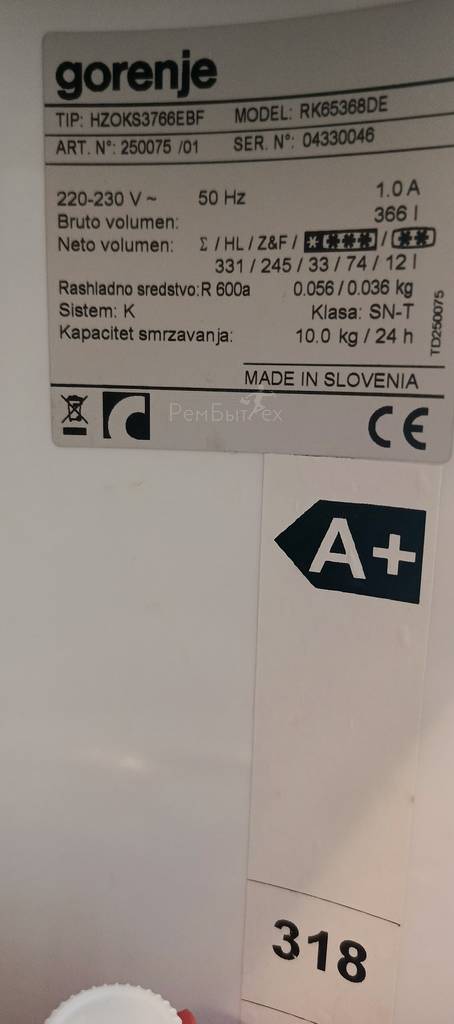 gorenje
TIP: HZOKS3766EBF MODEL: RK65368DE
ART. N°: 250075 /01 SER. N°: 04330046
220-230 V ~ 50 Hz 1.0 A
Bruto volumen: 366 l
Neto volumen: Σ / HL / Z&F / *(***) / (**)
331 / 245 / 33 / 74 / 12 l
Rashladno sredstvo: R 600a 0.056 / 0.036 kg
Sistem: K Klasa: SN-T
Kapacitet smrzavanja: 10.0 kg / 24 h
TD250075
MADE IN SLOVENIA
РемБытТех
CE
A+
318